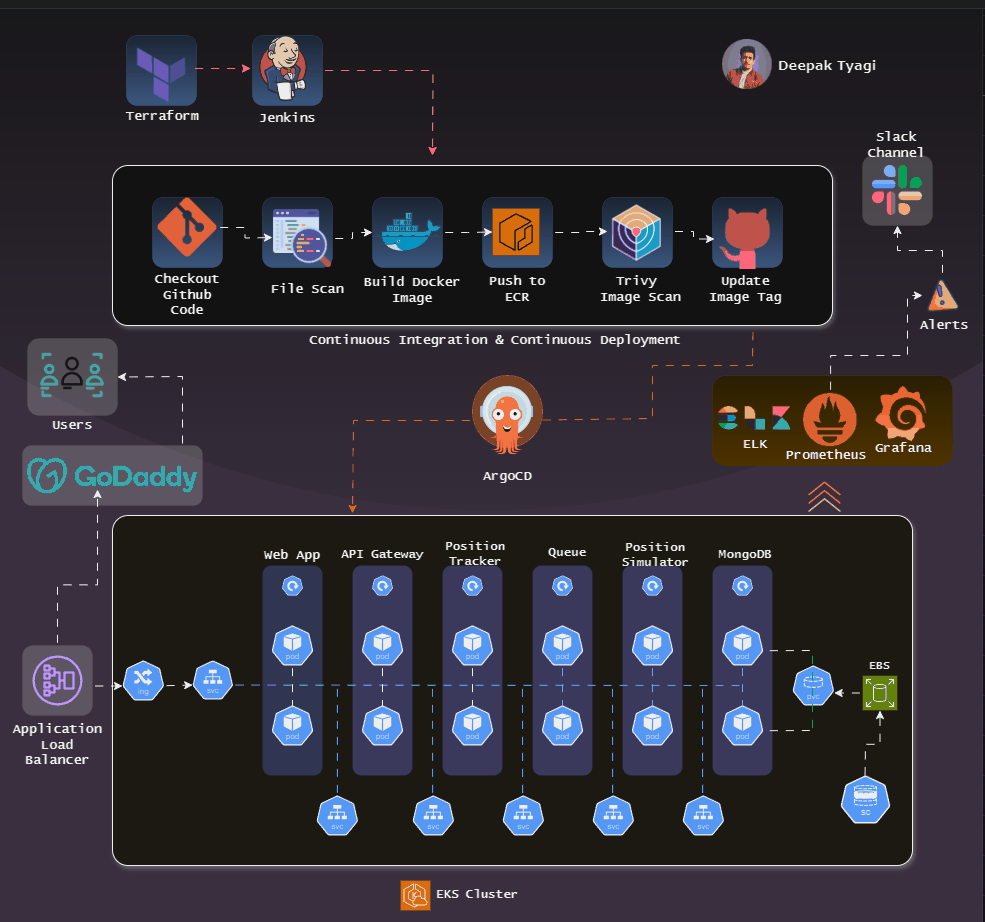 Deepak Tyagi
Terraform
Jenkins
Slack
Channel
Checkout
Github
Code
File Scan
Build Docker
Image
Push to
ECR
Trivy
Image Scan
Update
Image Tag
Alerts
Continuous Integration & Continuous Deployment
Users
ELK
Prometheus
Grafana
ArgoCD
GoDaddy
Web App
API Gateway
Position
Tracker
Queue
Position
Simulator
MongoDB
pod
pod
pod
pod
pod
pod
EBS
ing
svc
pvc
Application
Load
Balancer
pod
pod
pod
pod
pod
pod
svc
svc
svc
svc
svc
sc
EKS Cluster